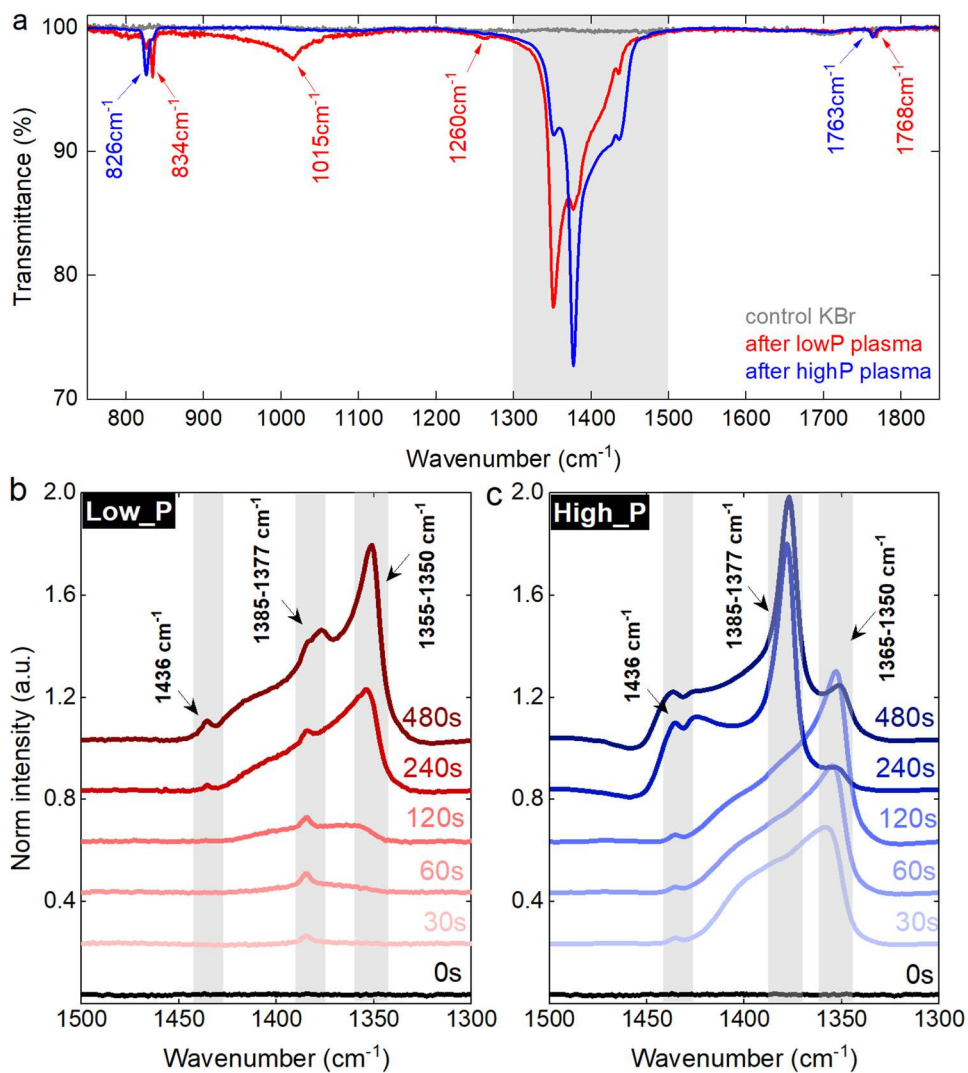 a
100
90
80
70
Transmittance (%)
826cm⁻¹
834cm⁻¹
1015cm⁻¹
1260cm⁻¹
1763cm⁻¹
1768cm⁻¹
control KBr
after lowP plasma
after highP plasma
800 900 1000 1100 1200 1300 1400 1500 1600 1700 1800
Wavenumber (cm⁻¹)
b
Low_P
2.0
1.6
1.2
0.8
0.4
Norm intensity (a.u.)
1436 cm⁻¹
1385-1377 cm⁻¹
1355-1350 cm⁻¹
480s
240s
120s
60s
30s
0s
1500 1450 1400 1350 1300
Wavenumber (cm⁻¹)
c
High_P
1436 cm⁻¹
1385-1377 cm⁻¹
1365-1350 cm⁻¹
480s
240s
120s
60s
30s
0s
1500 1450 1400 1350 1300
Wavenumber (cm⁻¹)